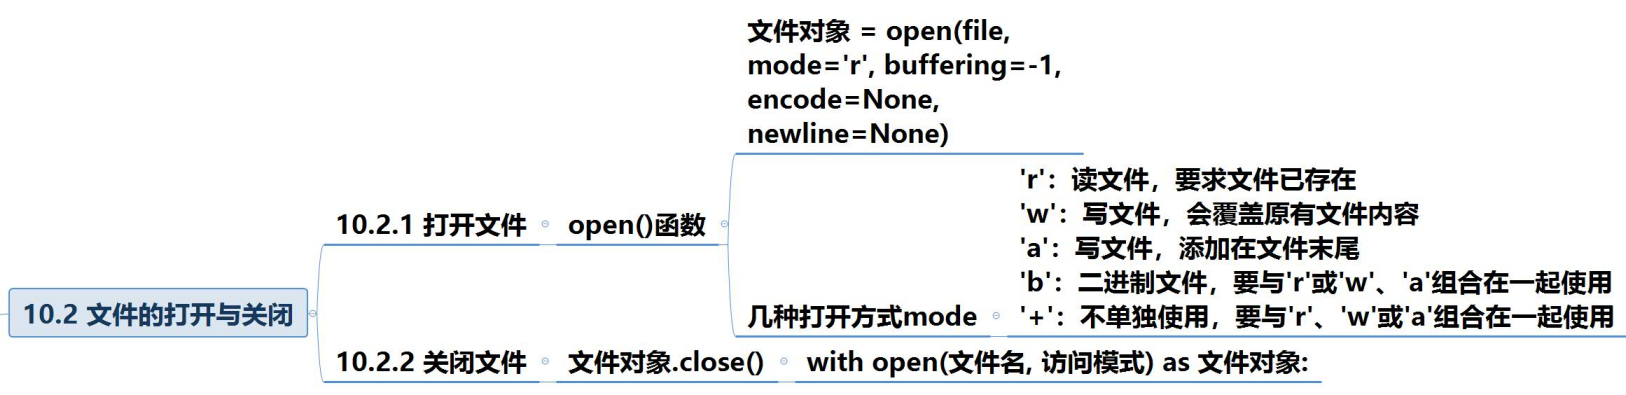 文件对象 = open(file,
mode='r', buffering=-1,
encode=None,
newline=None)
'r'：读文件，要求文件已存在
'w'：写文件，会覆盖原有文件内容
'a'：写文件，添加在文件末尾
'b'：二进制文件，要与'r'或'w'、'a'组合在一起使用
'+'：不单独使用，要与'r'、'w'或'a'组合在一起使用
10.2.1 打开文件
open()函数
几种打开方式mode
10.2 文件的打开与关闭
10.2.2 关闭文件
文件对象.close()
with open(文件名, 访问模式) as 文件对象: